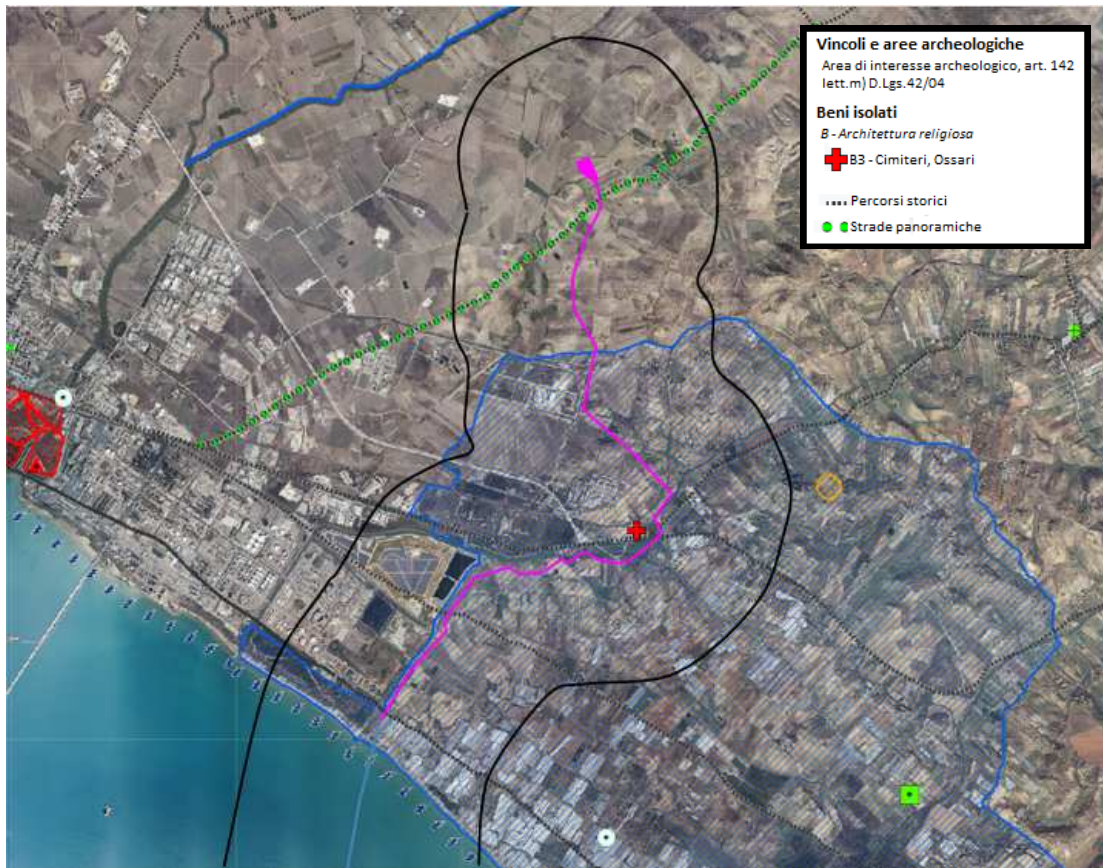 Vincoli e aree archeologiche
Area di interesse archeologico, art. 142
lett.m) D.Lgs.42/04
Beni isolati
B - Architettura religiosa
B3 - Cimiteri, Ossari
Percorsi storici
Strade panoramiche